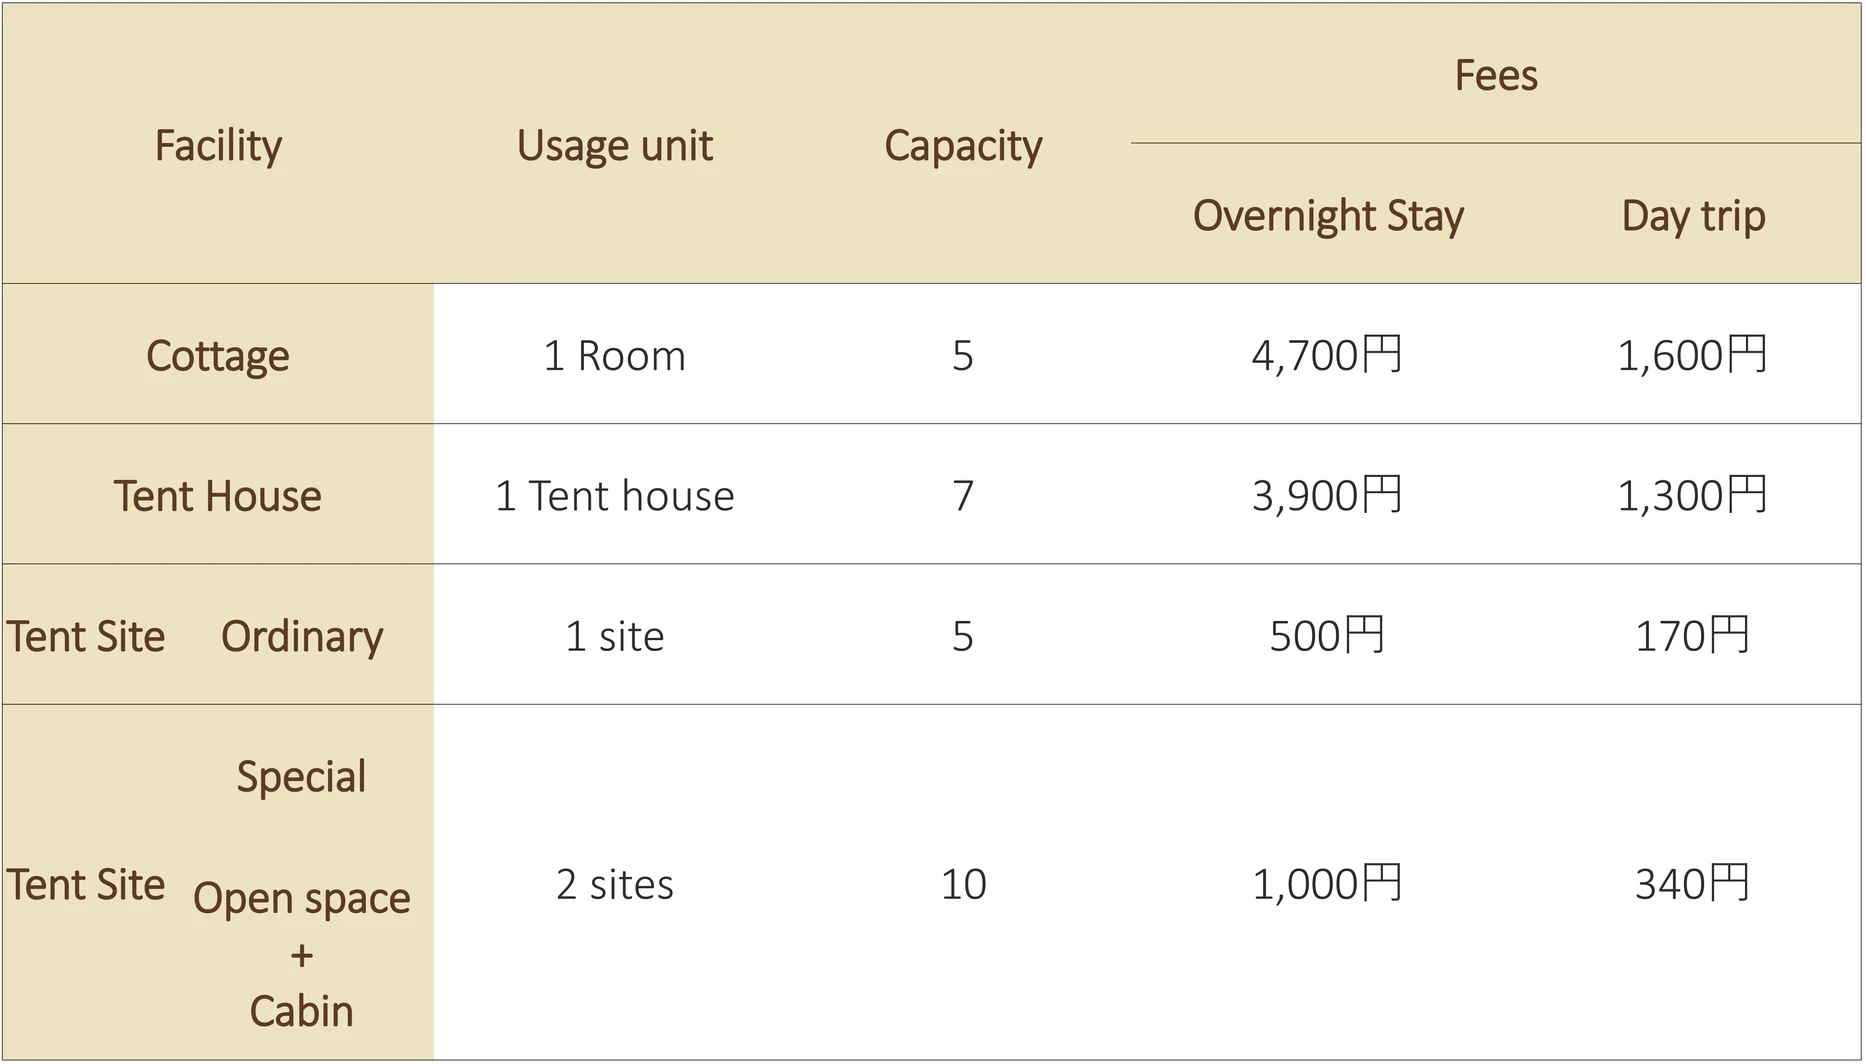 Fees
Facility Usage unit Capacity
Overnight Stay Day trip
Cottage 1 Room 5 4,700円 1,600円
Tent House 1 Tent house 7 3,900円 1,300円
Tent Site Ordinary 1 site 5 500円 170円
Special
Tent Site 2 sites 10 1,000円 340円
Open space
+
Cabin